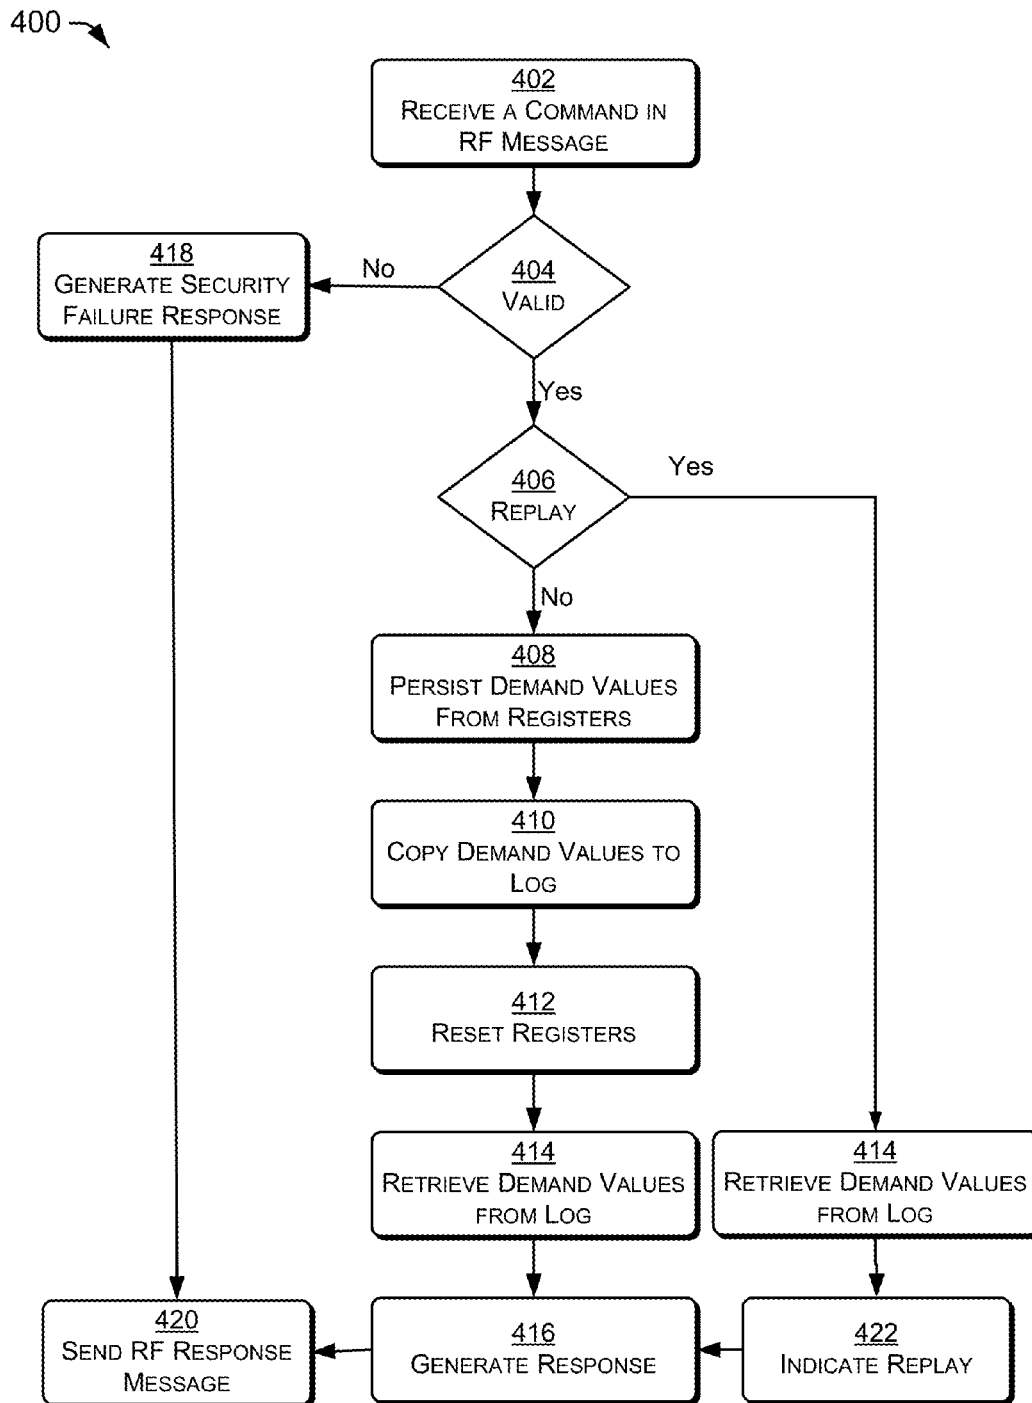 400
402
RECEIVE A COMMAND IN
RF MESSAGE
418
GENERATE SECURITY
FAILURE RESPONSE
No
404
VALID
Yes
406
REPLAY
Yes
No
408
PERSIST DEMAND VALUES
FROM REGISTERS
410
COPY DEMAND VALUES TO
LOG
412
RESET REGISTERS
414
RETRIEVE DEMAND VALUES
FROM LOG
414
RETRIEVE DEMAND VALUES
FROM LOG
420
SEND RF RESPONSE
MESSAGE
416
GENERATE RESPONSE
422
INDICATE REPLAY